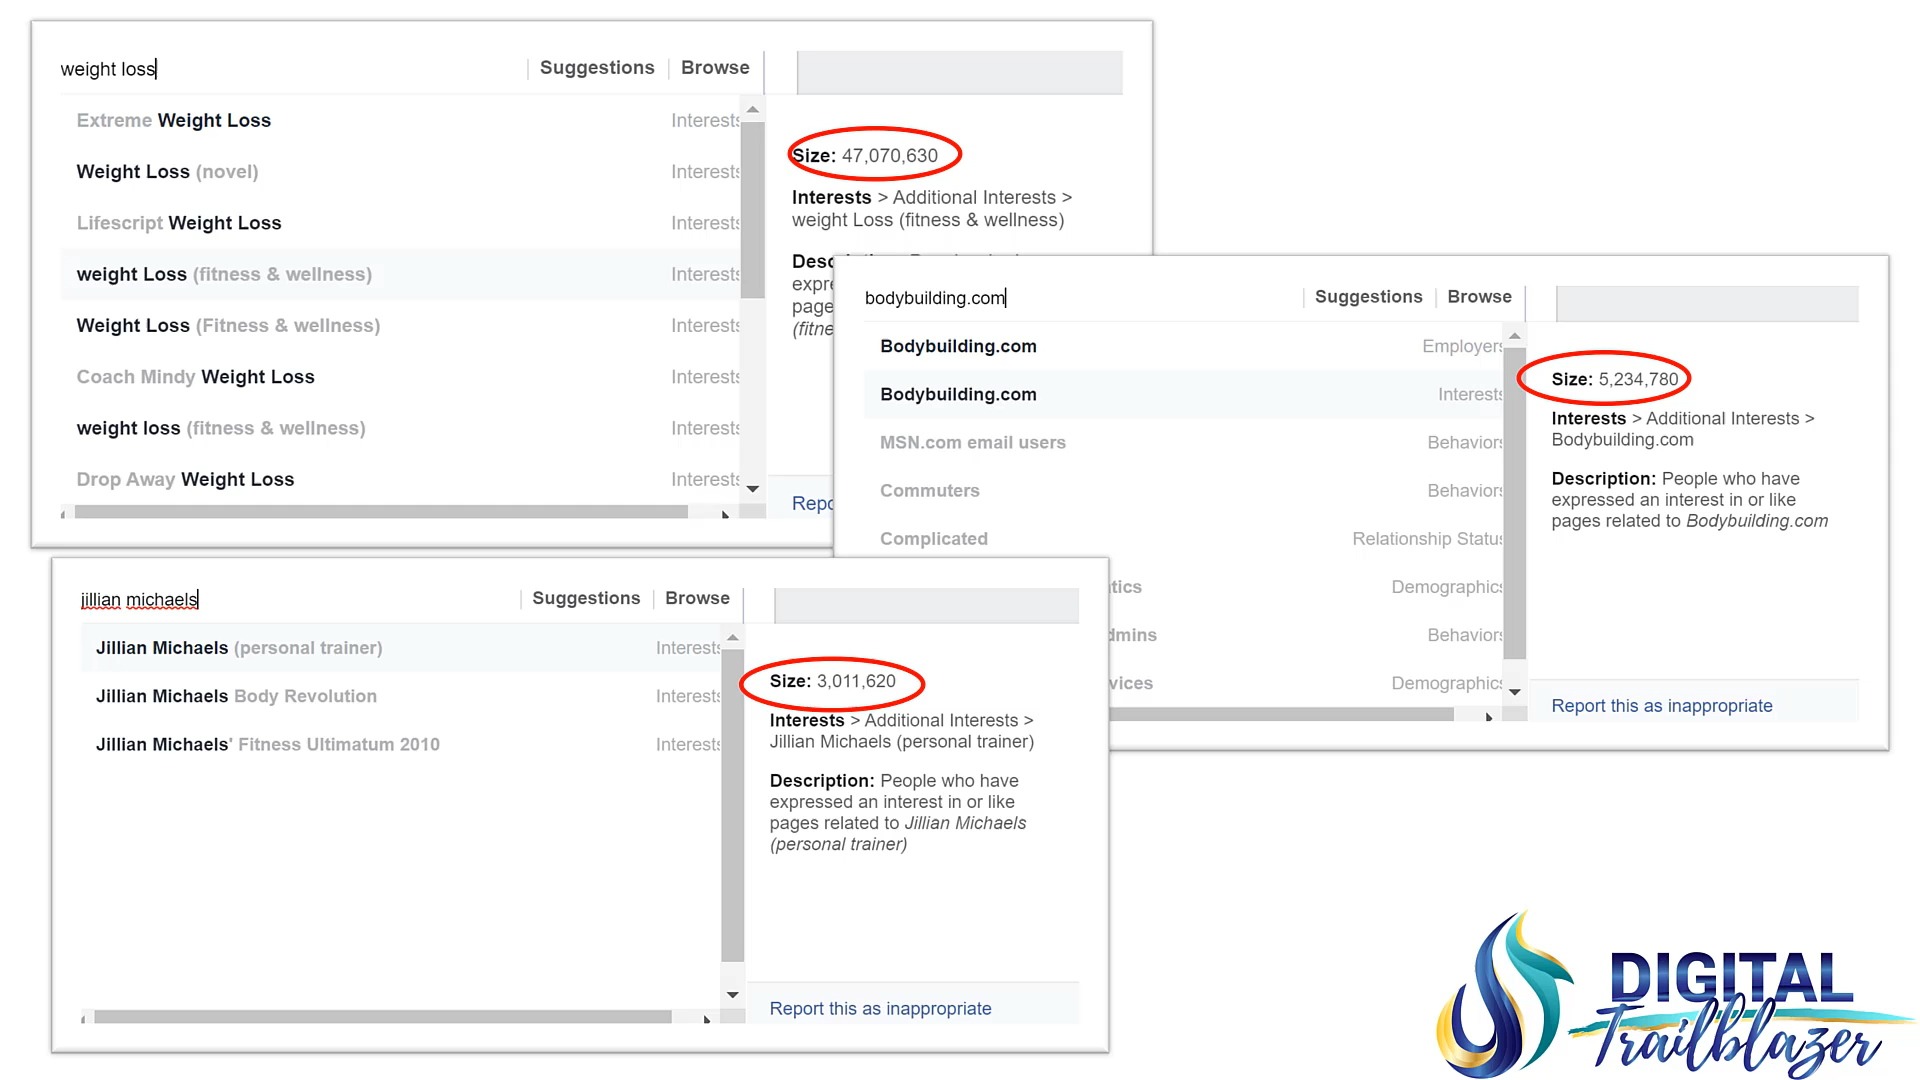 weight loss
Suggestions
Browse
Extreme Weight Loss Interests
Weight Loss (novel) Interests
Lifescript Weight Loss Interests
weight Loss (fitness & wellness) Interests
Weight Loss (Fitness & wellness) Interests
Coach Mindy Weight Loss Interests
weight loss (fitness & wellness) Interests
Drop Away Weight Loss Interests
Size: 47,070,630
Interests > Additional Interests >
weight Loss (fitness & wellness)
bodybuilding.com
Suggestions
Browse
Bodybuilding.com Employers
Bodybuilding.com Interests
MSN.com email users Behaviors
Commuters Behaviors
Complicated Relationship Status
Demographics
Behaviors
Demographics
Size: 5,234,780
Interests > Additional Interests >
Bodybuilding.com
Description: People who have
expressed an interest in or like
pages related to Bodybuilding.com
Report this as inappropriate
jillian michaels
Suggestions
Browse
Jillian Michaels (personal trainer) Interests
Jillian Michaels Body Revolution Interests
Jillian Michaels' Fitness Ultimatum 2010 Interests
Size: 3,011,620
Interests > Additional Interests >
Jillian Michaels (personal trainer)
Description: People who have
expressed an interest in or like
pages related to Jillian Michaels
(personal trainer)
Report this as inappropriate
DIGITAL
Trailblazer